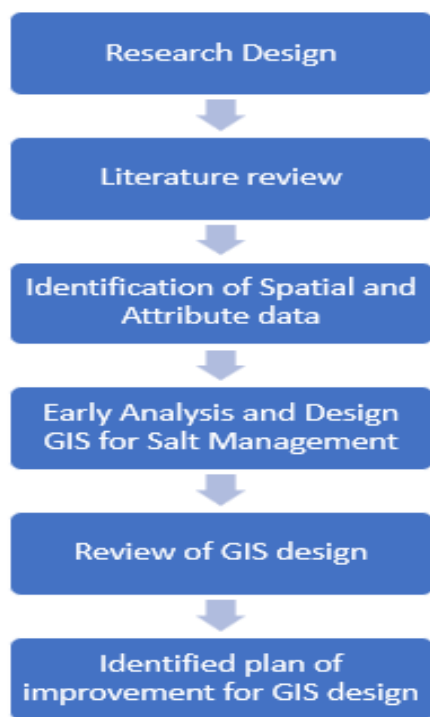 Research Design
Literature review
Identification of Spatial and
Attribute data
Early Analysis and Design
GIS for Salt Management
Review of GIS design
Identified plan of
improvement for GIS design